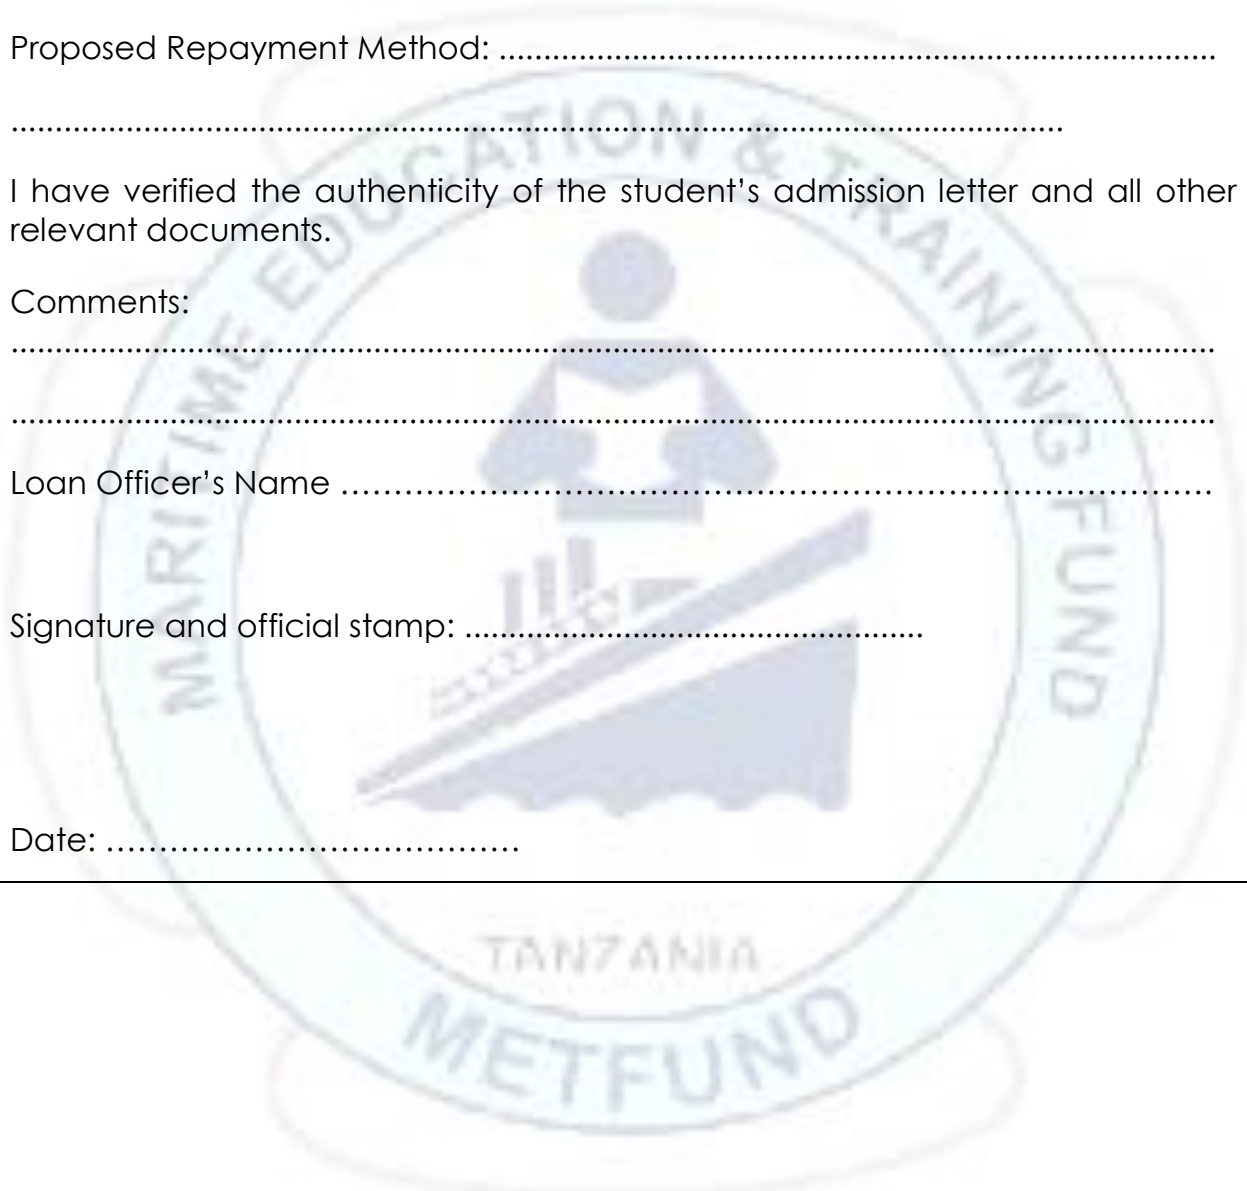 Proposed Repayment Method: ................................................................................
.....................................................................................................................
I have verified the authenticity of the student’s admission letter and all other
relevant documents.
Comments:
......................................................................................................................................
......................................................................................................................................
Loan Officer’s Name ………………………………………………………………………
Signature and official stamp: ...................................................
Date: …………………………………
MARITIME EDUCATION & TRAINING FUND
TANZANIA
METFUND